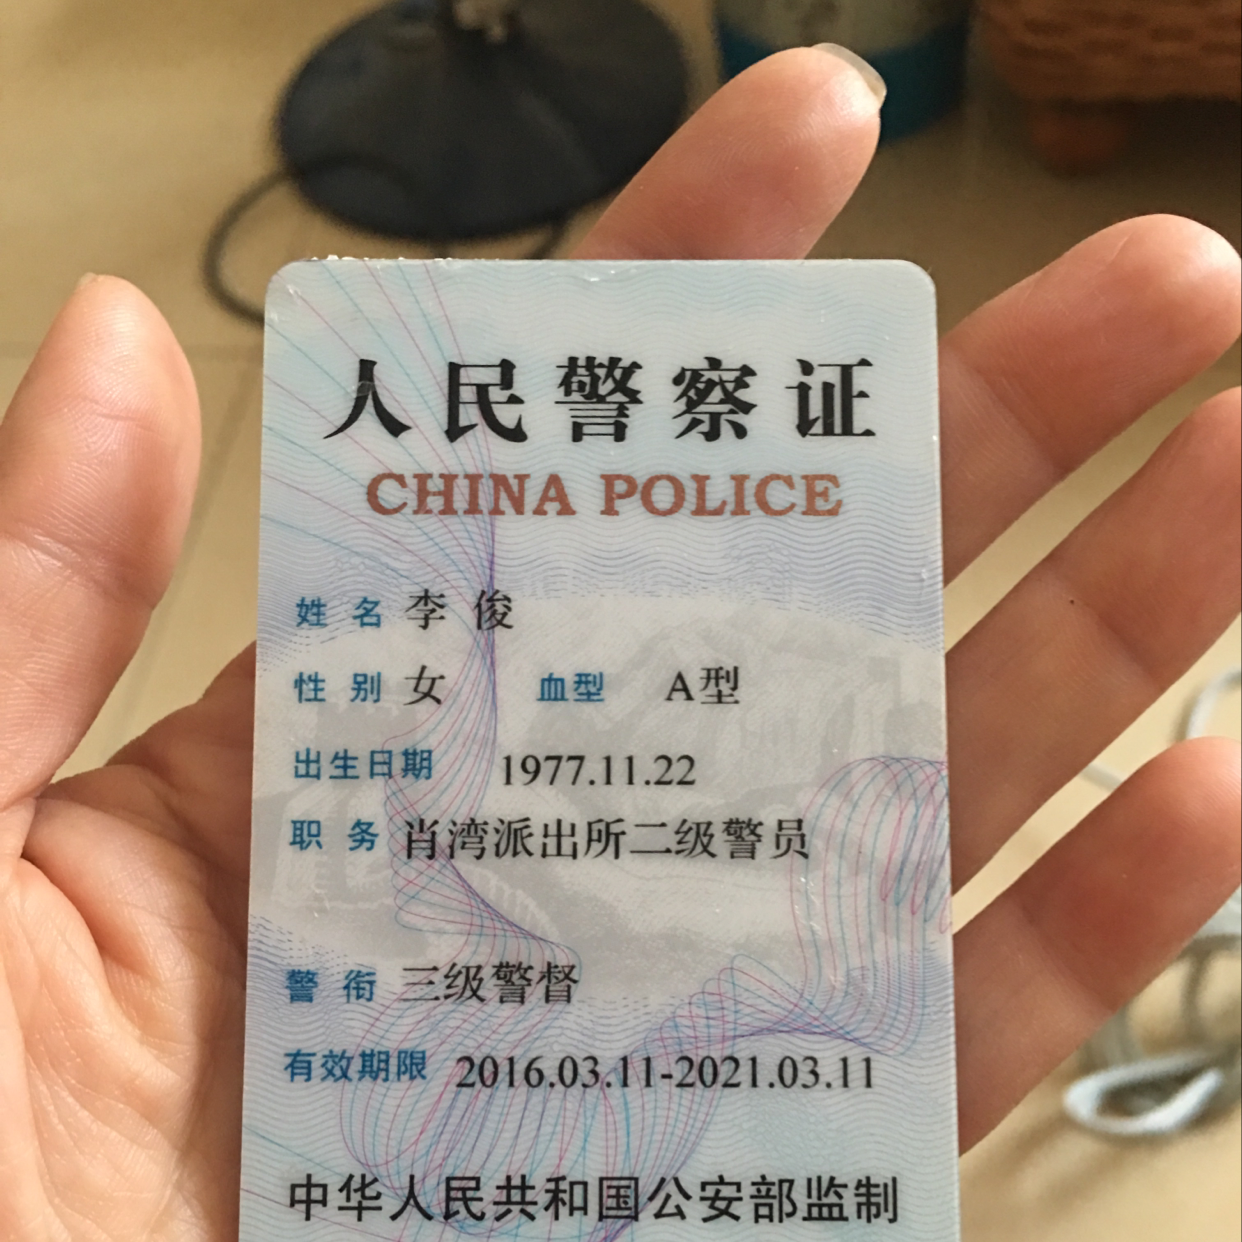 人民警察证
CHINA POLICE
姓名 李俊
性别 女 血型 A型
出生日期 1977.11.22
职务 肖湾派出所二级警员
警衔 三级警督
有效期限 2016.03.11-2021.03.11
中华人民共和国公安部监制